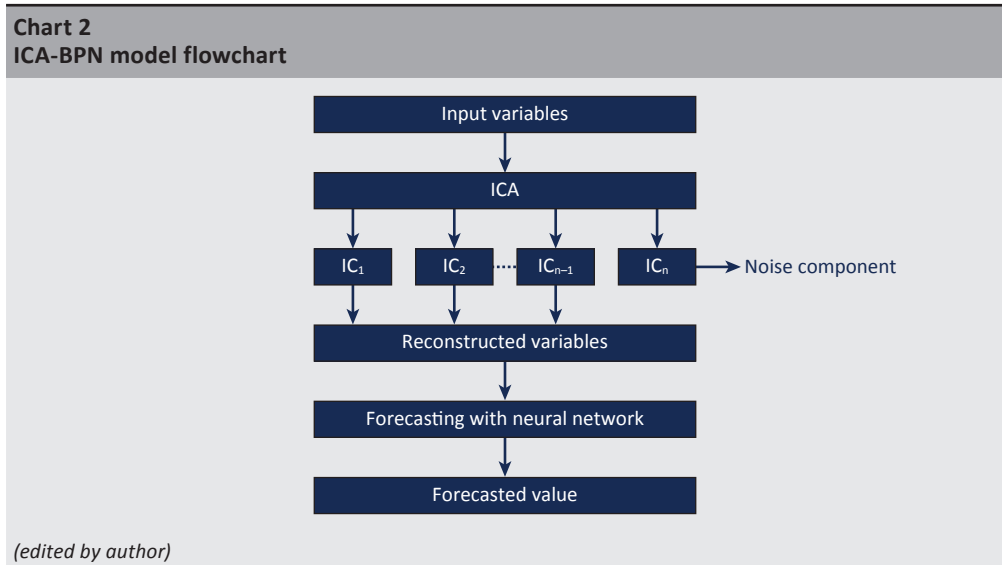 Chart 2
ICA-BPN model flowchart
Input variables
ICA
IC₁ IC₂ ICₙ₋₁ ICₙ Noise component
Reconstructed variables
Forecasting with neural network
Forecasted value
(edited by author)